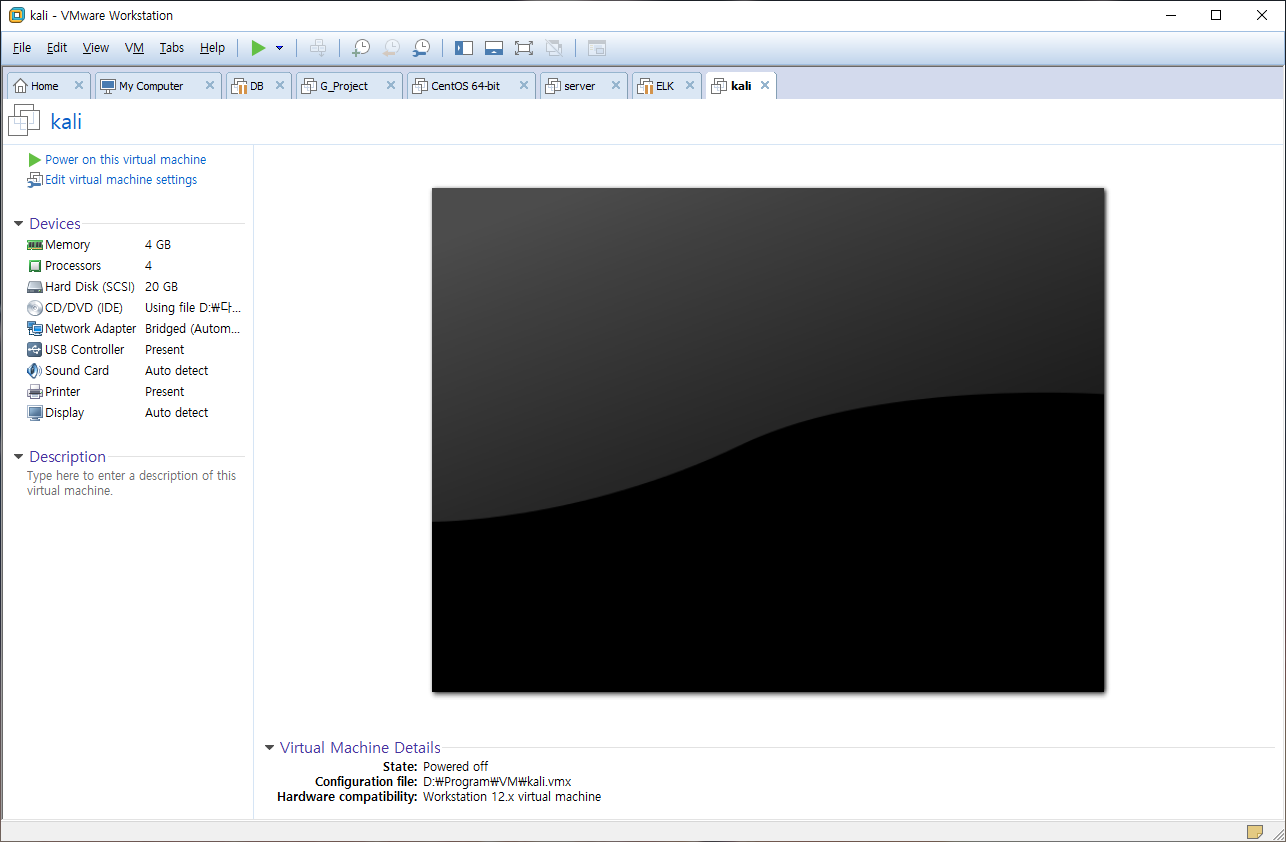 kali - VMware Workstation
File Edit View VM Tabs Help
Home My Computer DB G_Project CentOS 64-bit server ELK kali
kali
Power on this virtual machine
Edit virtual machine settings
Devices
Memory 4 GB
Processors 4
Hard Disk (SCSI) 20 GB
CD/DVD (IDE) Using file D:₩다...
Network Adapter Bridged (Autom...
USB Controller Present
Sound Card Auto detect
Printer Present
Display Auto detect
Description
Type here to enter a description of this
virtual machine.
Virtual Machine Details
State: Powered off
Configuration file: D:₩Program₩VM₩kali.vmx
Hardware compatibility: Workstation 12.x virtual machine